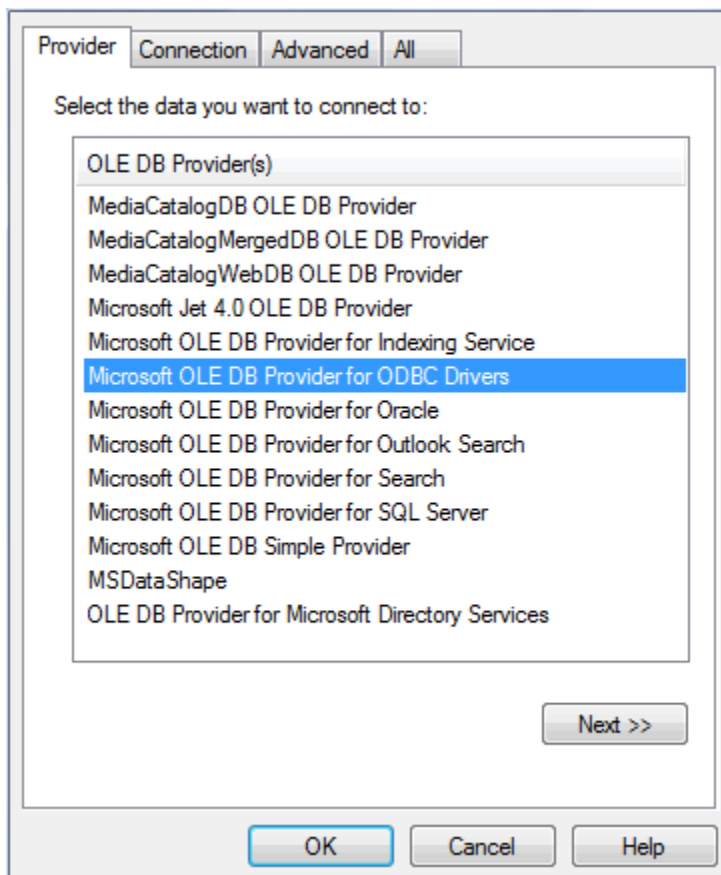 Provider Connection Advanced All
Select the data you want to connect to:
OLE DB Provider(s)
MediaCatalogDB OLE DB Provider
MediaCatalogMergedDB OLE DB Provider
MediaCatalogWebDB OLE DB Provider
Microsoft Jet 4.0 OLE DB Provider
Microsoft OLE DB Provider for Indexing Service
Microsoft OLE DB Provider for ODBC Drivers
Microsoft OLE DB Provider for Oracle
Microsoft OLE DB Provider for Outlook Search
Microsoft OLE DB Provider for Search
Microsoft OLE DB Provider for SQL Server
Microsoft OLE DB Simple Provider
MSDataShape
OLE DB Provider for Microsoft Directory Services
Next >>
OK Cancel Help